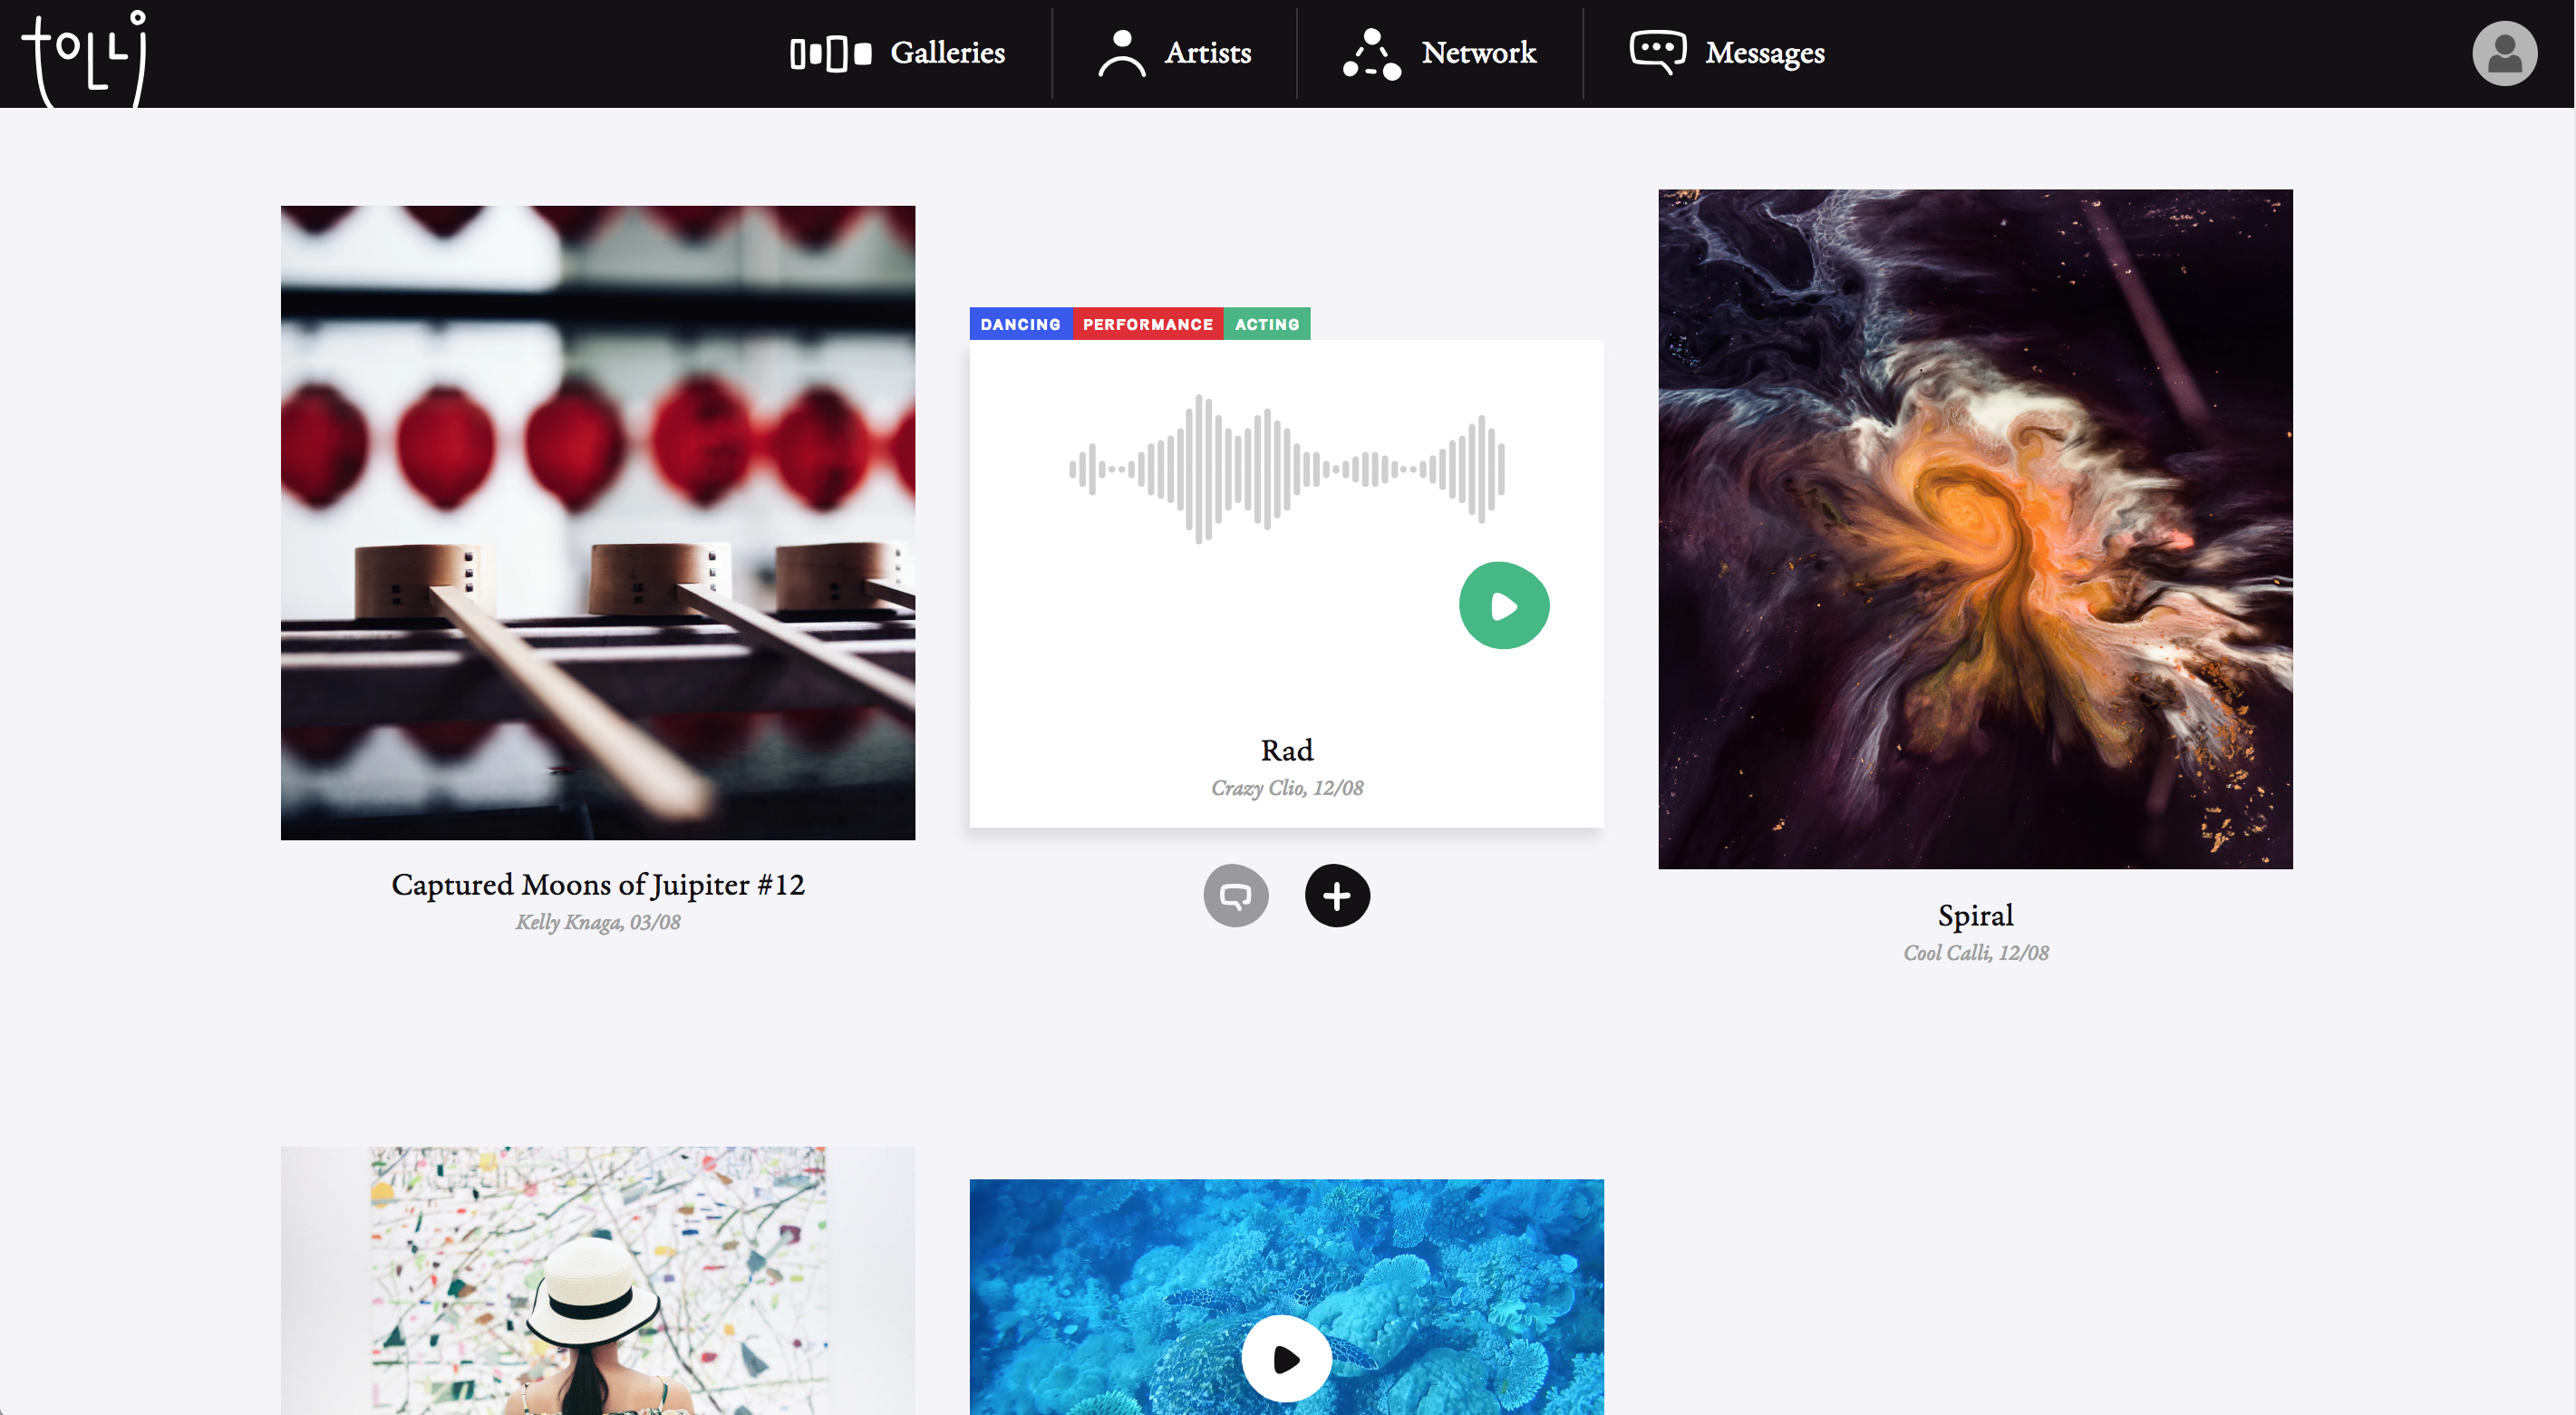 tolli
Galleries
Artists
Network
Messages
DANCING PERFORMANCE ACTING
Rad
Crazy Clio, 12/08
Captured Moons of Juipiter #12
Kelly Knaga, 03/08
Spiral
Cool Calli, 12/08